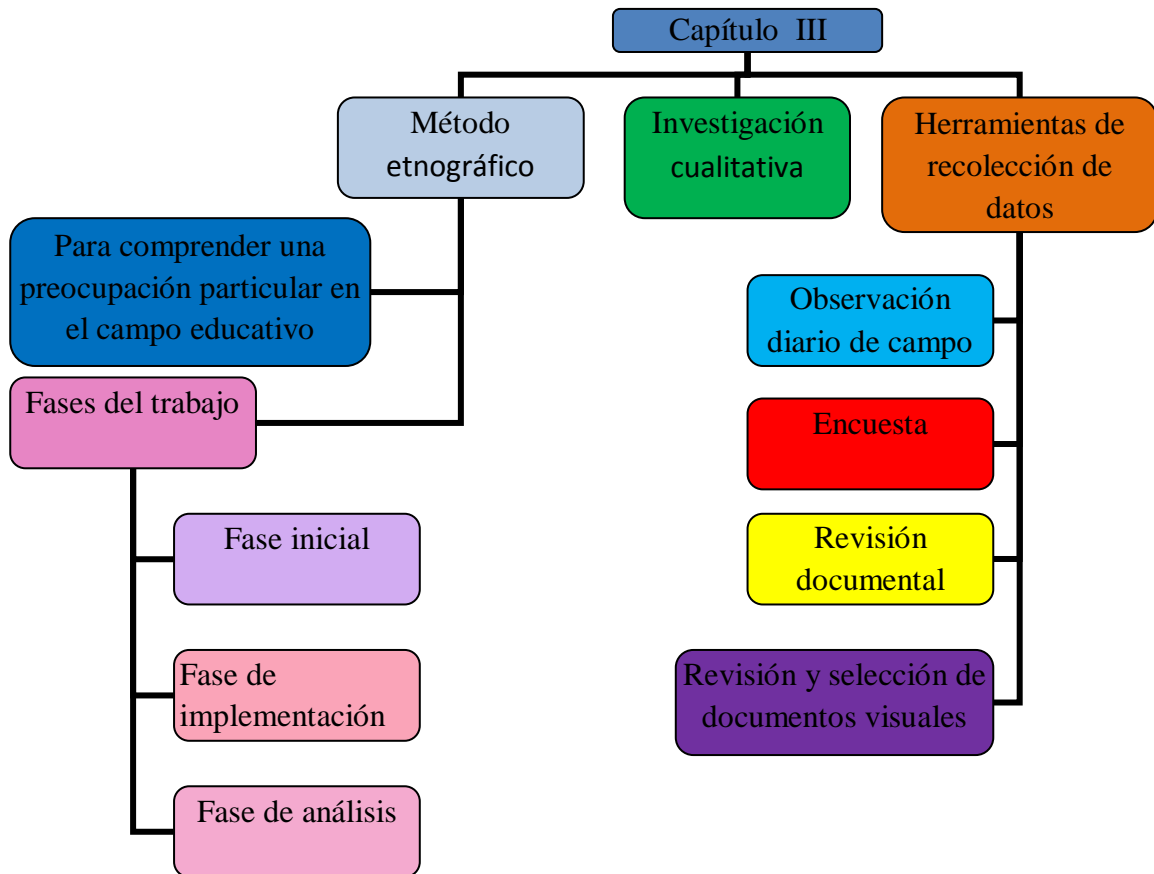 Capítulo III
Método
etnográfico
Investigación
cualitativa
Herramientas de
recolección de
datos
Para comprender una
preocupación particular en
el campo educativo
Fases del trabajo
Fase inicial
Fase de
implementación
Fase de análisis
Observación
diario de campo
Encuesta
Revisión
documental
Revisión y selección de
documentos visuales